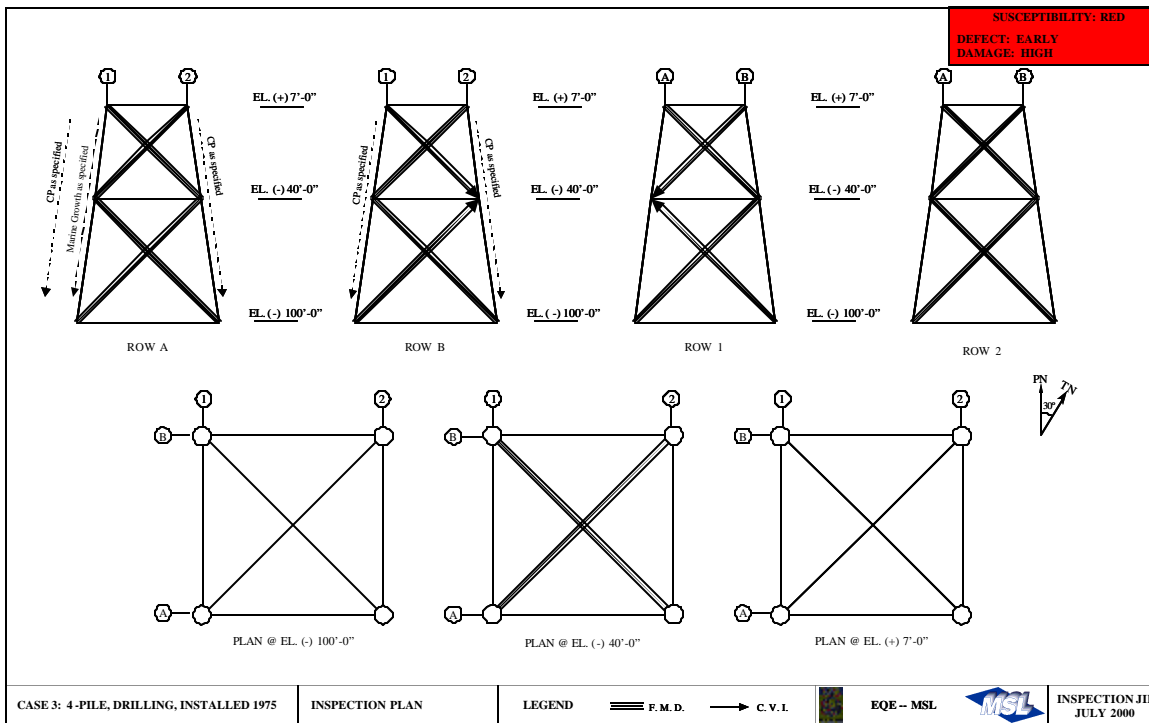 SUSCEPTIBILITY: RED
DEFECT: EARLY
DAMAGE: HIGH
1 2 1 2 A B A B
EL. (+) 7'-0” EL. (+) 7'-0” EL. (+) 7'-0”
CP as specified
Marine Growth as specified
CP as specified
CP as specified
CP as specified
EL. (-) 40'-0” EL. (-) 40'-0” EL. (-) 40'-0”
EL. (-) 100'-0” EL. (-) 100'-0” EL. (-) 100'-0”
ROW A ROW B ROW 1 ROW 2
PN TN
30°
1 2 1 2 1 2
B B B
A A A
PLAN @ EL. (-) 100'-0” PLAN @ EL. (-) 40'-0” PLAN @ EL. (+) 7'-0”
CASE 3: 4-PILE, DRILLING, INSTALLED 1975 INSPECTION PLAN LEGEND F. M. D. C. V. I. EQE -- MSL MSL INSPECTION JI
JULY 2000